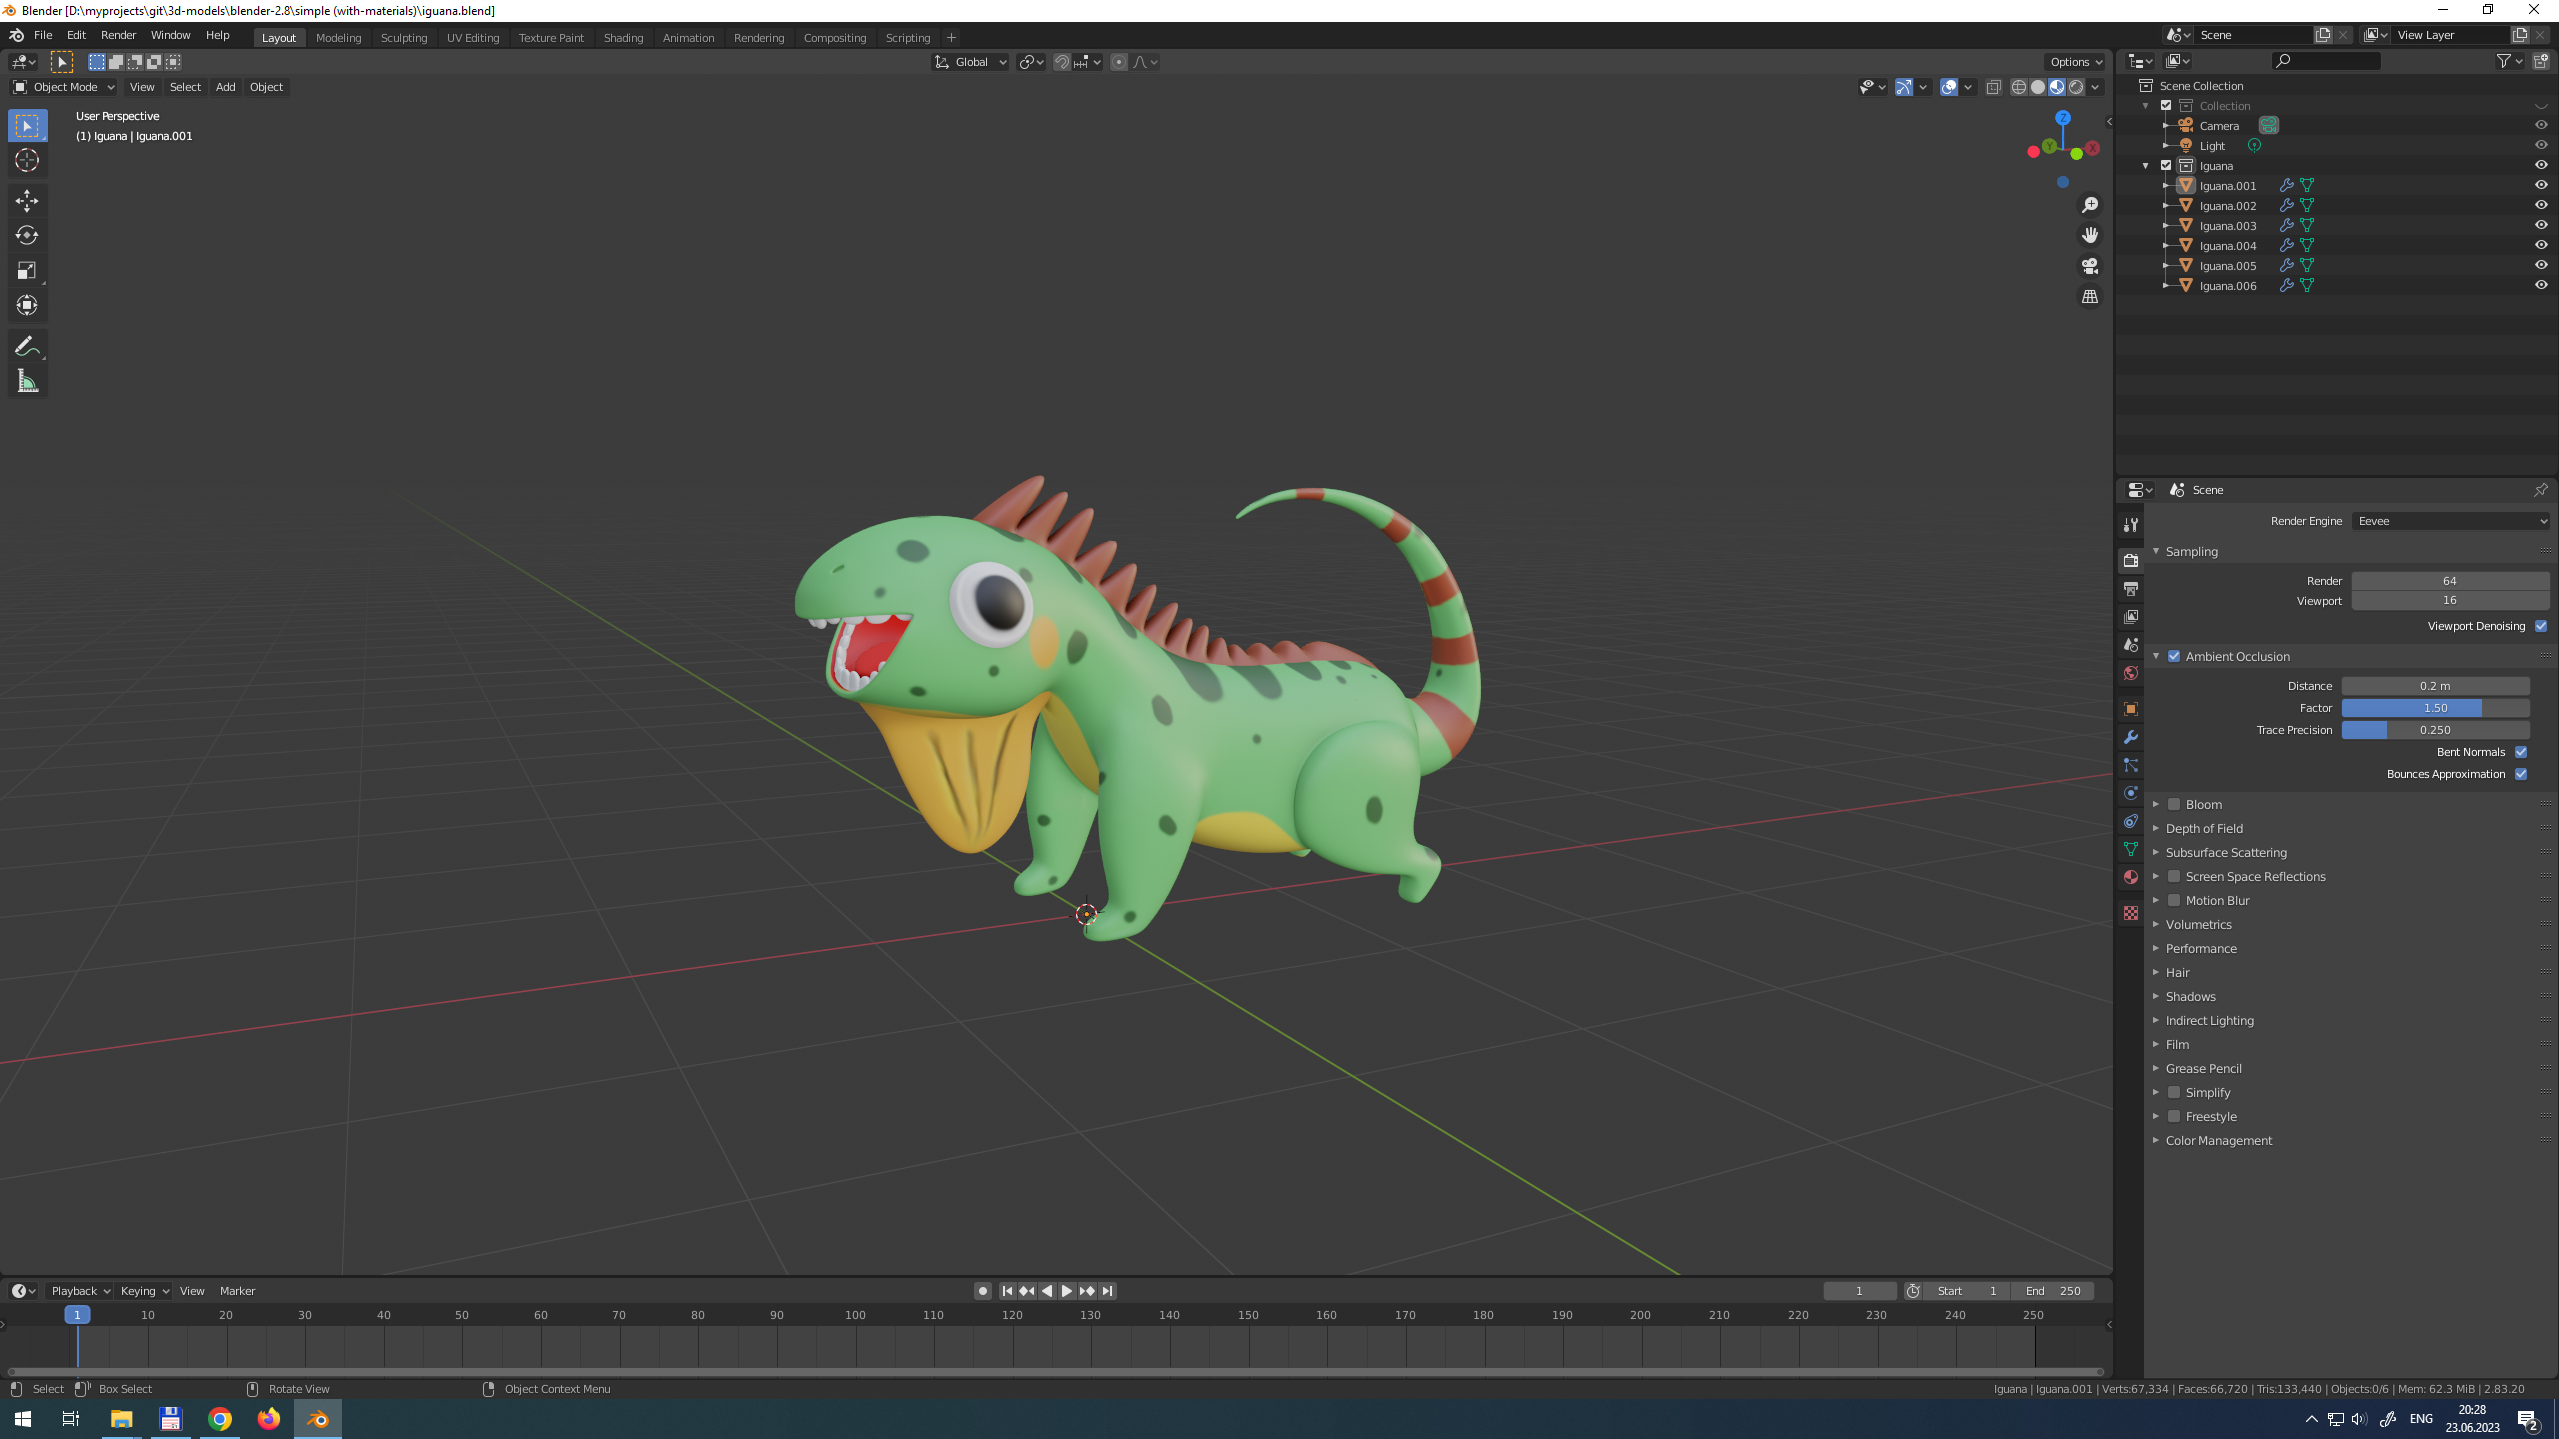 Blender [D:\myprojects\git\3d-models\blender-2.8\simple (with-materials)\iguana.blend]
File Edit Render Window Help Layout Modeling Sculpting UV Editing Texture Paint Shading Animation Rendering Compositing Scripting + Scene View Layer
Global Options
Object Mode View Select Add Object
User Perspective
(1) Iguana | Iguana.001
Z
Y
X
Scene Collection
Collection
Camera
Light
Iguana
Iguana.001
Iguana.002
Iguana.003
Iguana.004
Iguana.005
Iguana.006
Scene
Render Engine Eevee
Sampling
Render 64
Viewport 16
Viewport Denoising
Ambient Occlusion
Distance 0.2 m
Factor 1.50
Trace Precision 0.250
Bent Normals
Bounces Approximation
Bloom
Depth of Field
Subsurface Scattering
Screen Space Reflections
Motion Blur
Volumetrics
Performance
Hair
Shadows
Indirect Lighting
Film
Grease Pencil
Simplify
Freestyle
Color Management
Playback Keying View Marker 1 Start 1 End 250
1 10 20 30 40 50 60 70 80 90 100 110 120 130 140 150 160 170 180 190 200 210 220 230 240 250
Select Box Select Rotate View Object Context Menu Iguana | Iguana.001 | Verts:67,334 | Faces:66,720 | Tris:133,440 | Objects:0/6 | Mem: 62.3 MiB | 2.83.20
ENG 20:28
23.06.2023
2